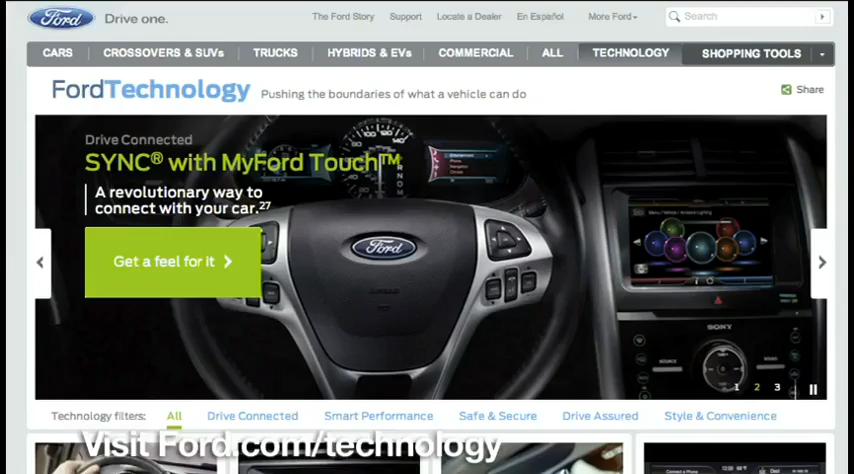 Ford Drive one.
The Ford Story Support Locate a Dealer En Español More Ford Search
CARS CROSSOVERS & SUVs TRUCKS HYBRIDS & EVs COMMERCIAL ALL TECHNOLOGY SHOPPING TOOLS
FordTechnology Pushing the boundaries of what a vehicle can do Share
Drive Connected
SYNC® with MyFord Touch™
A revolutionary way to
connect with your car.27
Get a feel for it
Ford
SONY
1 2 3
Technology filters: All Drive Connected Smart Performance Safe & Secure Drive Assured Style & Convenience
Visit Ford.com/technology